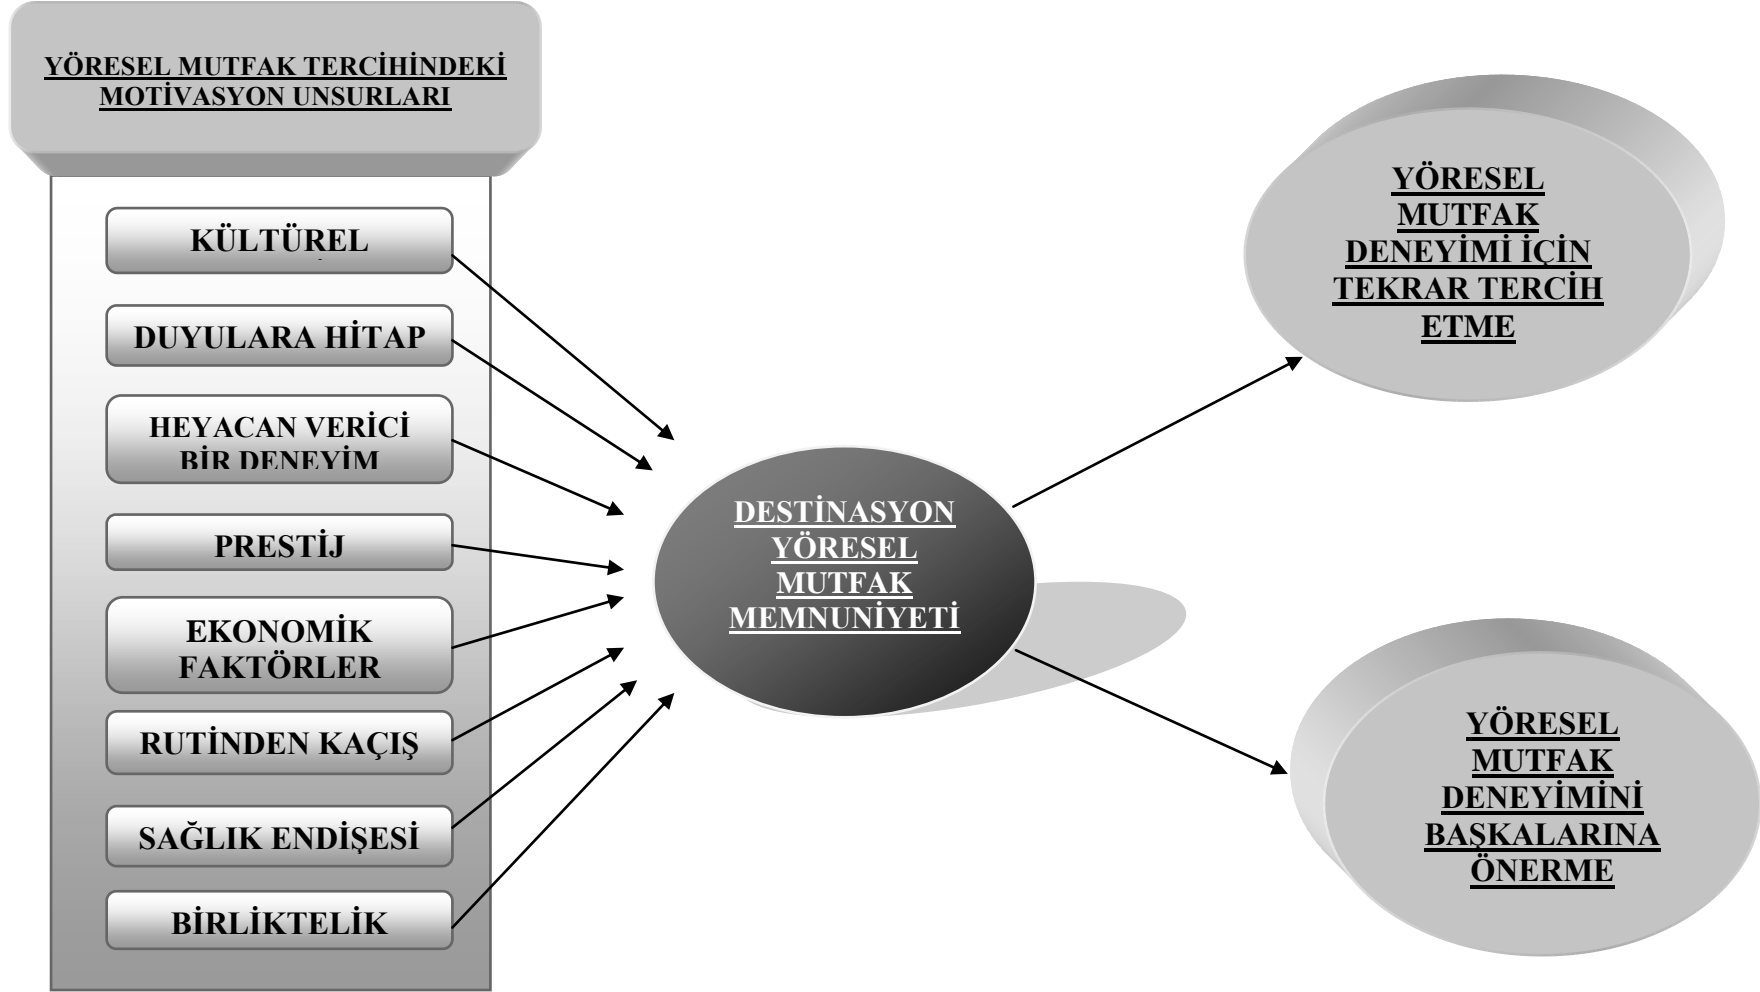 YÖRESEL MUTFAK TERCİHİNDEKİ
MOTİVASYON UNSURLARI
KÜLTÜREL
DUYULARA HİTAP
HEYACAN VERİCİ
BİR DENEYİM
PRESTİJ
EKONOMİK
FAKTÖRLER
RUTİNDEN KAÇIŞ
SAĞLIK ENDİŞESİ
BİRLİKTELİK
DESTİNASYON
YÖRESEL
MUTFAK
MEMNUNİYETİ
YÖRESEL
MUTFAK
DENEYİMİ İÇİN
TEKRAR TERCİH
ETME
YÖRESEL
MUTFAK
DENEYİMİNİ
BAŞKALARINA
ÖNERME